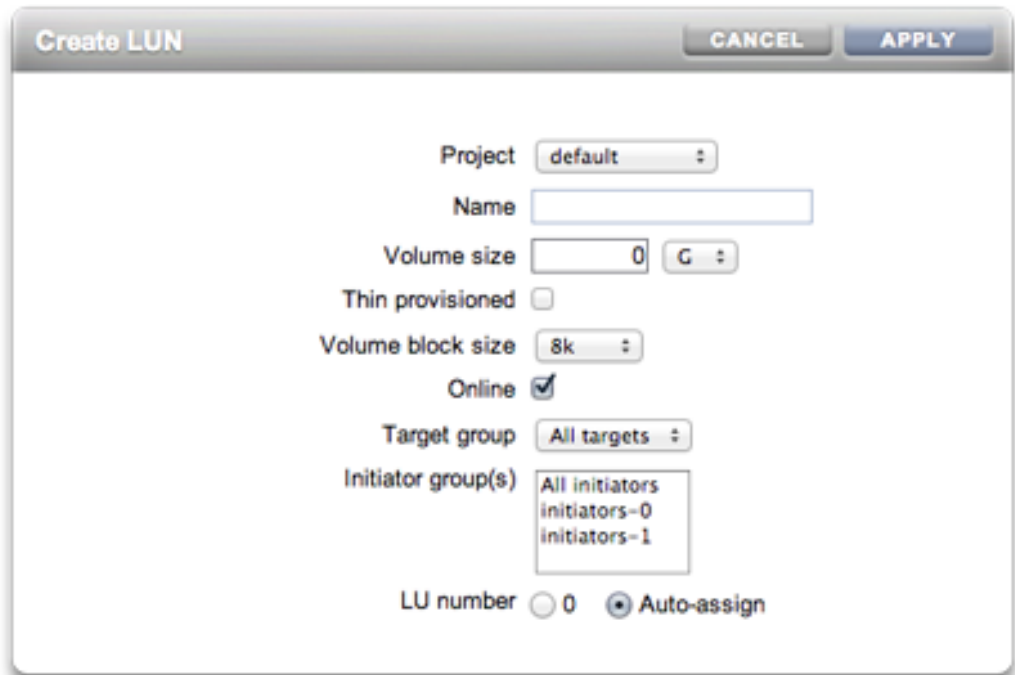 Create LUN CANCEL APPLY
Project default
Name
Volume size 0 G
Thin provisioned
Volume block size 8k
Online
Target group All targets
Initiator group(s) All initiators
initiators-0
initiators-1
LU number 0 Auto-assign